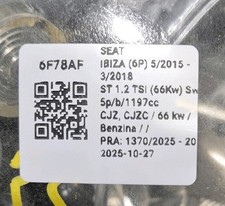 SEAT
6F78AF
IBIZA (6P) 5/2015 -
3/2018
ST 1.2 TSI (66Kw) Sw
5p/b/1197cc
CJZ, CJZC / 66 kw /
Benzina / /
PRA: 1370/2025 - 20
2025-10-27